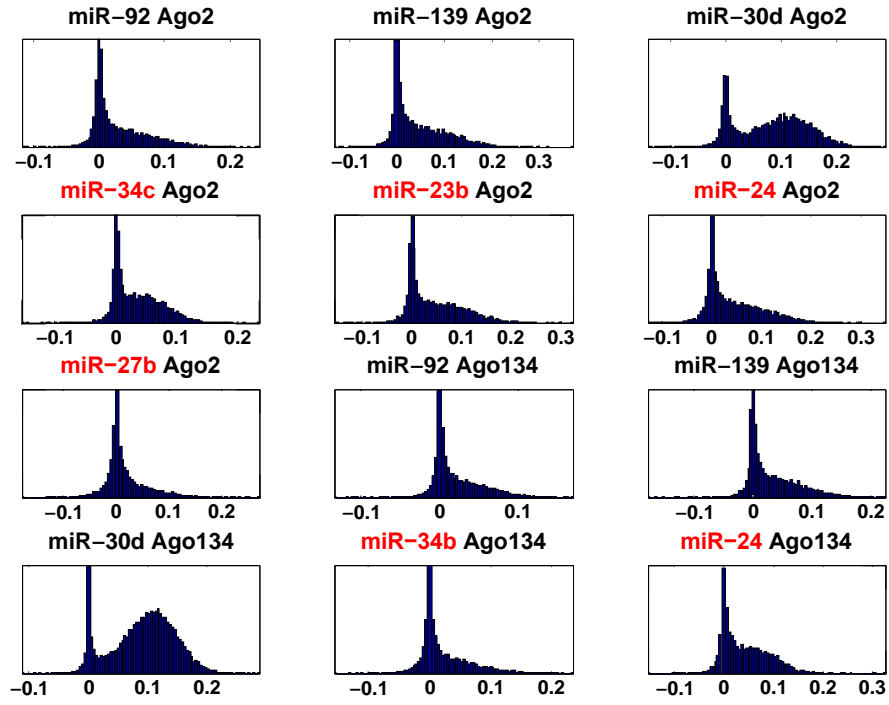 miR−92 Ago2
miR−139 Ago2
miR−30d Ago2
−0.1 0 0.1 0.2
−0.1 0 0.1 0.2 0.3
−0.1 0 0.1 0.2
miR−34c Ago2
miR−23b Ago2
miR−24 Ago2
−0.1 0 0.1 0.2
−0.1 0 0.1 0.2 0.3
−0.1 0 0.1 0.2 0.3
miR−27b Ago2
miR−92 Ago134
miR−139 Ago134
−0.1 0 0.1 0.2
−0.1 0 0.1
−0.1 0 0.1 0.2
miR−30d Ago134
miR−34b Ago134
miR−24 Ago134
−0.1 0 0.1 0.2
−0.1 0 0.1 0.2
−0.1 0 0.1 0.2 0.3